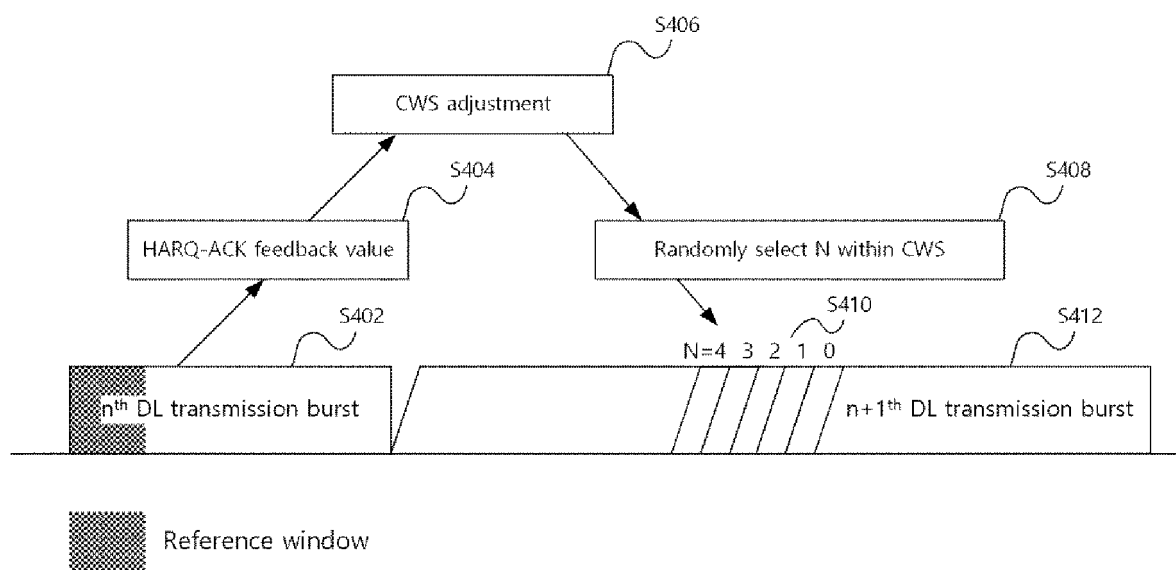 S406
CWS adjustment
S404
S408
HARQ-ACK feedback value
Randomly select N within CWS
S402
S410
S412
N=4 3 2 1 0
nth DL transmission burst
n+1th DL transmission burst
Reference window